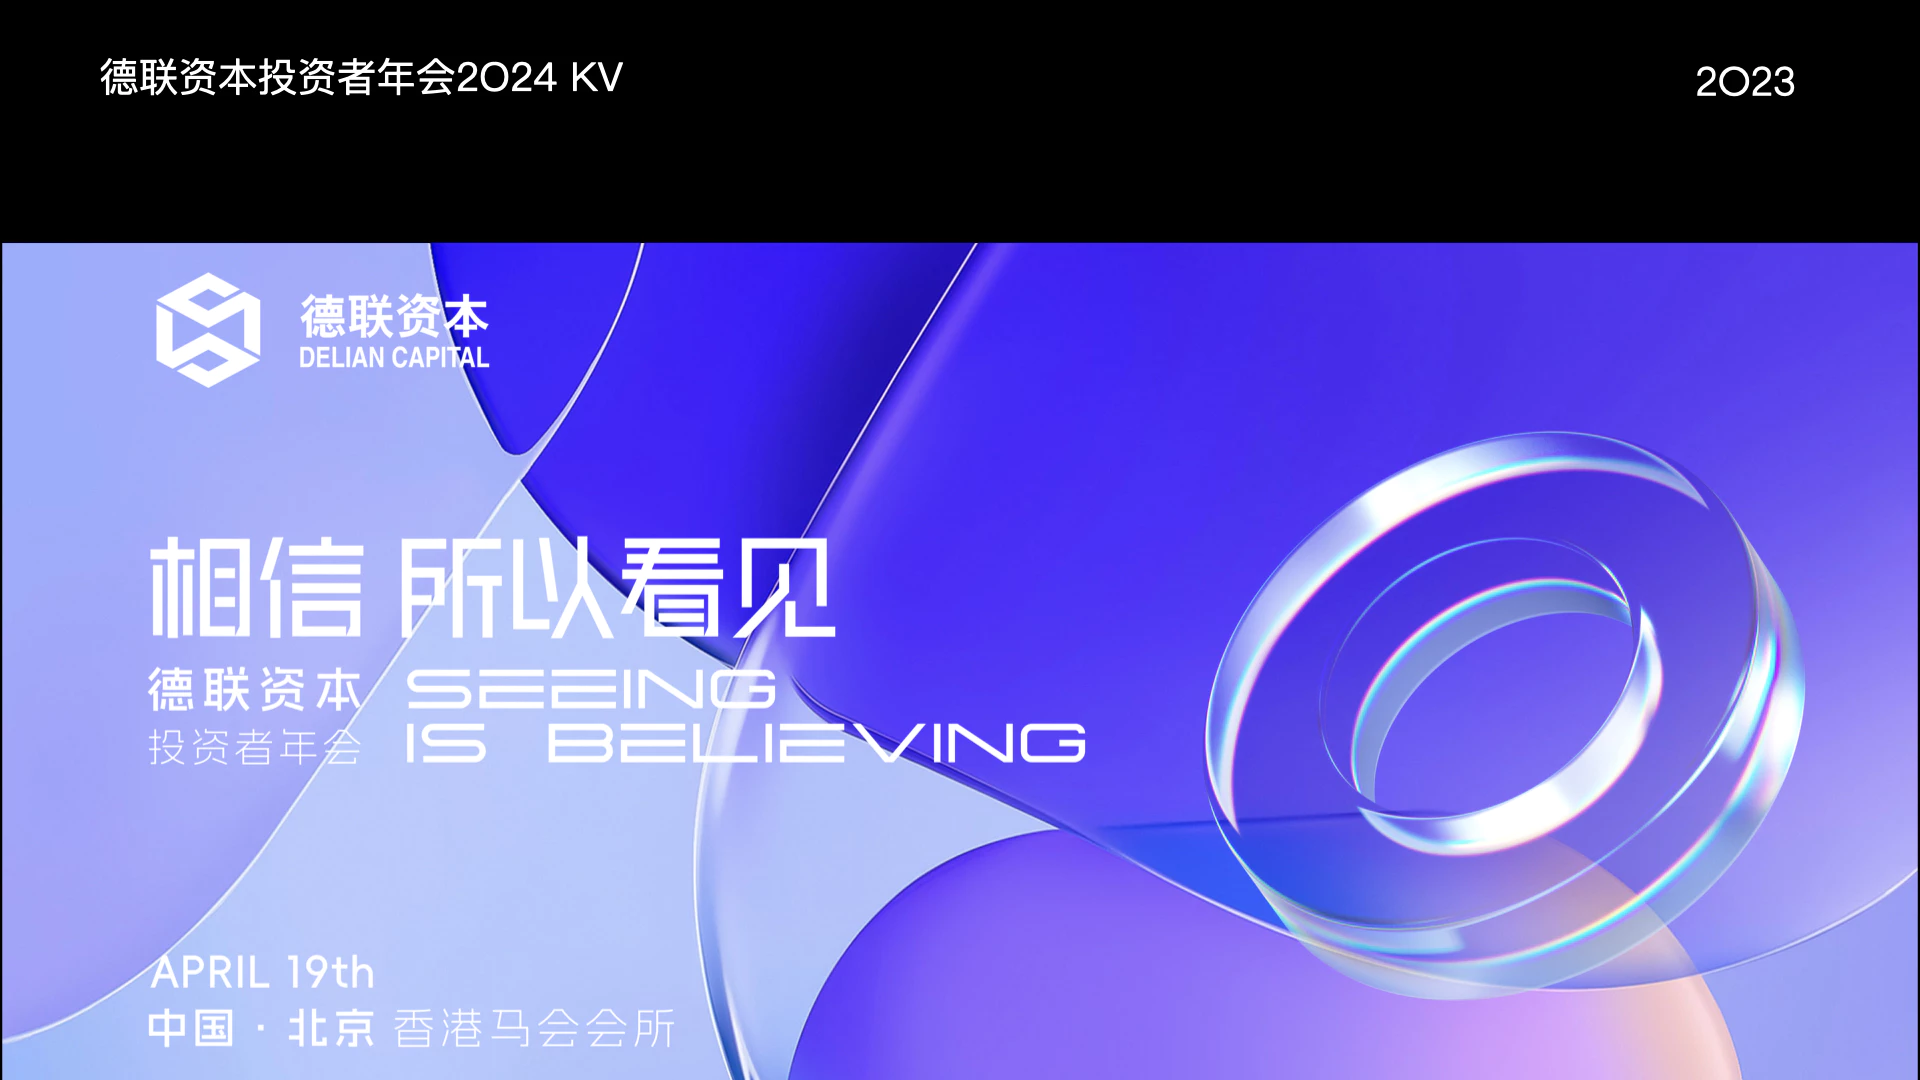 德联资本投资者年会2024 KV
2023
德联资本
DELIAN CAPITAL
相信 所以看见
德联资本 SEEING
投资者年会 IS BELIEVING
APRIL 19th
中国·北京 香港马会会所